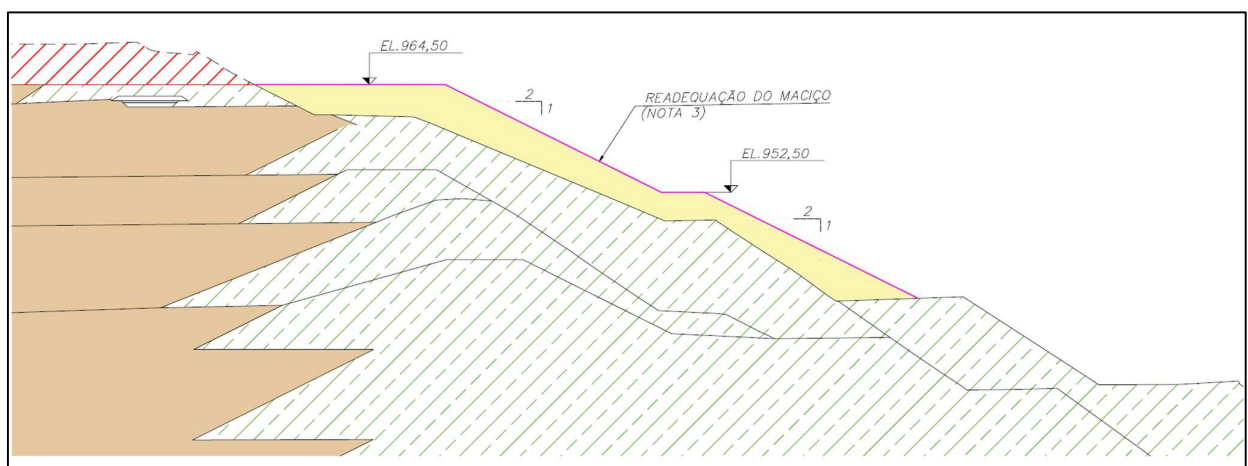 EL.964,50
2
1
READEQUAÇÃO DO MACIÇO
(NOTA 3)
EL.952,50
2
1